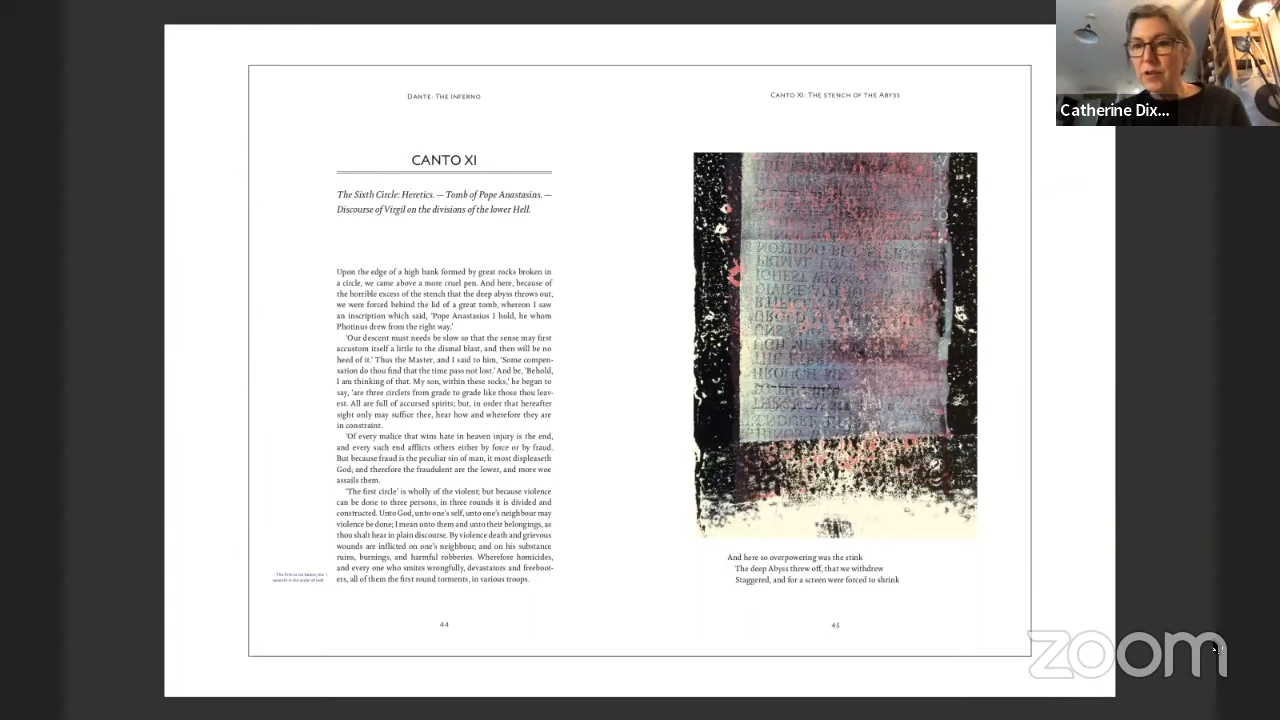 DANTE: THE INFERNO
CANTO XI
The Sixth Circle: Heretics. — Tomb of Pope Anastasins. —
Discourse of Virgil on the divisions of the lower Hell.
Upon the edge of a high bank formed by great rocks broken in
a circle, we came above a more cruel pen. And here, because of
the horrible excess of the stench that the deep abyss throws out,
we were forced behind the lid of a great tomb, whereon I saw
an inscription which said, 'Pope Anastasius I hold, he whom
Photinus drew from the right way.'
'Our descent must needs be slow so that the sense may first
accustom itself a little to the dismal blast, and then will be no
heed of it.' Thus the Master, and I said to him, 'Some compen-
sation do thou find that the time pass not lost.' And be, 'Behold,
I am thinking of that. My son, within these rocks,' he began to
say, 'are three circlets from grade to grade like those thou leav-
est. All are full of accursed spirits; but, in order that hereafter
sight only may suffice thee, hear how and wherefore they are
in constraint.
'Of every malice that wins hate in heaven injury is the end,
and every such end afflicts others either by force or by fraud.
But because fraud is the peculiar sin of man, it most displeaseth
God; and therefore the fraudulent are the lower, and more woe
assails them.
'The first circle¹ is wholly of the violent; but because violence
can be done to three persons, in three rounds it is divided and
constructed. Unto God, unto one's self, unto one's neighbour may
violence be done; I mean unto them and unto their belongings, as
thou shalt hear in plain discourse. By violence death and grievous
wounds are inflicted on one's neighbour; and on his substance
ruins, burnings, and harmful robberies. Wherefore homicides,
and every one who smites wrongfully, devastators and freeboot-
ers, all of them the first round torments, in various troops.
44
CANTO XI: THE STENCH OF THE ABYSS
And here so overpowering was the stink
The deep Abyss threw off, that we withdrew
Staggered, and for a screen were forced to shrink
45
Catherine Dix...
zoom